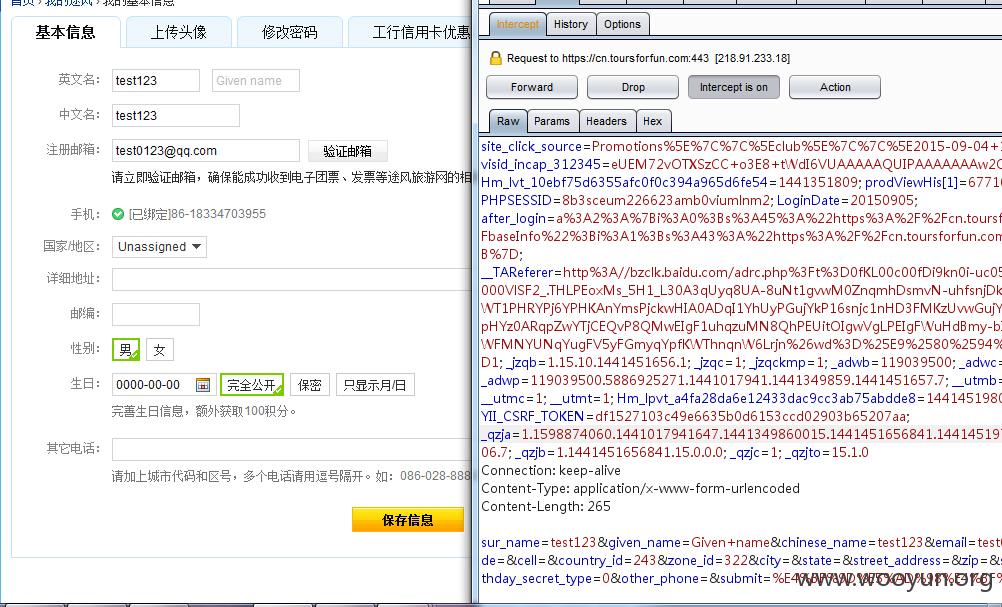 首页 › 我的途风 › 我的基本信息
基本信息
上传头像
修改密码
工行信用卡优惠
英文名：
test123
Given name
中文名：
test123
注册邮箱：
test0123@qq.com
验证邮箱
请立即验证邮箱，确保能成功收到电子团票、发票等途风旅游网的相
手机：
[已绑定]86-18334703955
国家/地区：
Unassigned
详细地址：
邮编：
性别：
男
女
生日：
0000-00-00
完全公开
保密
只显示月/日
完善生日信息，额外获取100积分。
其它电话：
请加上城市代码和区号，多个电话请用逗号隔开。如：086-028-888
保存信息
Intercept
History
Options
Request to https://cn.toursforfun.com:443 [218.91.233.18]
Forward
Drop
Intercept is on
Action
Raw
Params
Headers
Hex
site_click_source=Promotions%5E%7C%7C%5Eclub%5E%7C%7C%5E2015-09-04+1
visid_incap_312345=eUEM72vOTXSzCC+o3E8+tWdI6VUAAAAAQUIPAAAAAAAw2C
Hm_lvt_10ebf75d6355afc0f0c394a965d6fe54=1441351809; prodViewHis[1]=6771
PHPSESSID=8b3sceum226623amb0viumlnm2; LoginDate=20150905;
after_login=a%3A2%3A%7Bi%3A0%3Bs%3A45%3A%22https%3A%2F%2Fcn.toursf
FbaseInfo%22%3Bi%3A1%3Bs%3A43%3A%22https%3A%2F%2Fcn.toursforfun.com
B%7D;
__TAReferer=http%3A//bzclk.baidu.com/adrc.php%3Ft%3D0fKL00c00fDi9kn0i-uc05
000VISF2_.THLPEoxMs_5H1_L30A3qUyq8UA-8uNt1gvwM0ZnqmhDsmvN-uhfsnjDk
WT1PHRYPj6YPHKAnYmsPjckwHIA0ADqI1YhUyPGujYkP16snjc1nHD3FMKzUvwGujY
pHYz0ARqpZwYTjCEQvP8QMwEIgF1uhqzuMN8QhPEUitOIgwVgLPEIgFWuHdBmy-bI
WFMNYUNqYugFV5yFGmyqYpfKWThnqnW6Lrjn%26wd%3D%25E9%2580%2594%
D1; _jzqb=1.15.10.1441451656.1; _jzqc=1; _jzqckmp=1; _adwb=119039500; _adwc=
_adwp=119039500.5886925271.1441017941.1441349859.1441451657.7; __utmb=
__utmc=1; __utmt=1; Hm_lpvt_a4fa28da6e12433dac9cc3ab75abdde8=144145198
YII_CSRF_TOKEN=df1527103c49e6635b0d6153ccd02903b65207aa;
_qzja=1.1598874060.1441017941647.1441349860015.1441451656841.144145197
06.7; _qzjb=1.1441451656841.15.0.0.0; _qzjc=1; _qzjto=15.1.0
Connection: keep-alive
Content-Type: application/x-www-form-urlencoded
Content-Length: 265
sur_name=test123&given_name=Given+name&chinese_name=test123&email=test0
de=&cell=&country_id=243&zone_id=322&city=&state=&street_address=&zip=&s
thday_secret_type=0&other_phone=&submit=
www.wooyun.org